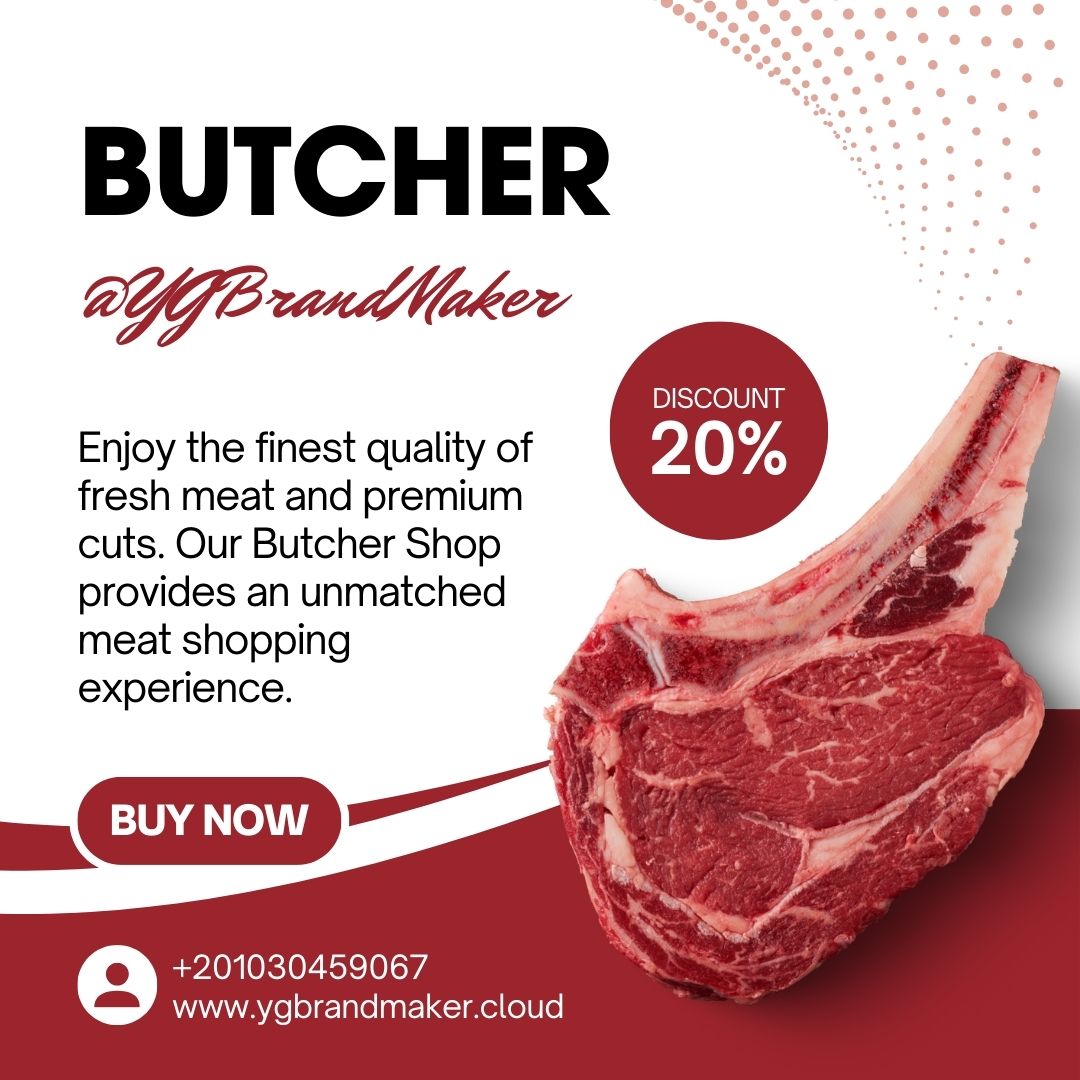 BUTCHER
@YGBrandMaker
DISCOUNT
20%
Enjoy the finest quality of
fresh meat and premium
cuts. Our Butcher Shop
provides an unmatched
meat shopping
experience.
BUY NOW
+201030459067
www.ygbrandmaker.cloud